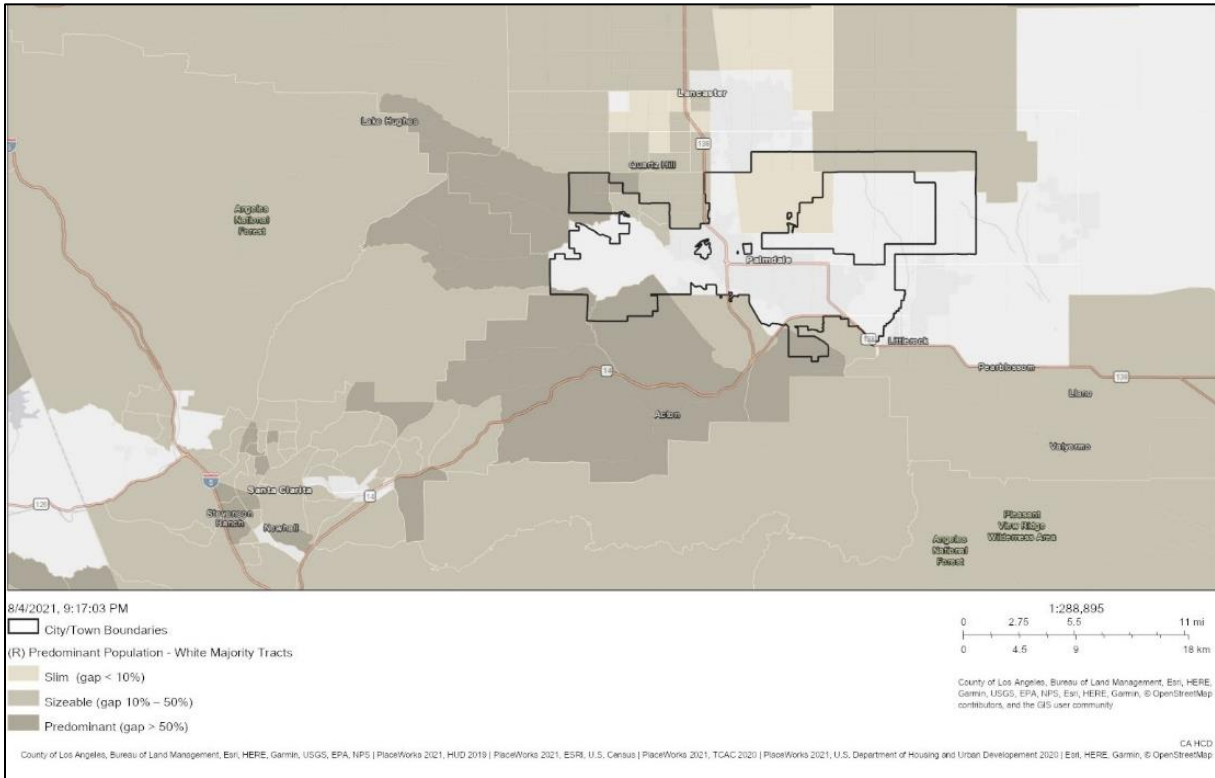 Lancaster
Lake Hughes
138
Quartz Hill
Angeles
National
Forest
Palmdale
Littlerock
Pearblossom
138
14
Llano
Acton
Valyermo
5
Santa Clarita
14
126
Stevenson
Ranch
Newhall
Pleasant
View Ridge
Wilderness Area
Angeles
National
Forest
8/4/2021, 9:17:03 PM
City/Town Boundaries
(R) Predominant Population - White Majority Tracts
Slim (gap < 10%)
Sizeable (gap 10% – 50%)
Predominant (gap > 50%)
1:288,895
0 2.75 5.5 11 mi
0 4.5 9 18 km
County of Los Angeles, Bureau of Land Management, Esri, HERE,
Garmin, USGS, EPA, NPS, Esri, HERE, Garmin, © OpenStreetMap
contributors, and the GIS user community
CA HCD
County of Los Angeles, Bureau of Land Management, Esri, HERE, Garmin, USGS, EPA, NPS | PlaceWorks 2021, HUD 2019 | PlaceWorks 2021, ESRI, U.S. Census | PlaceWorks 2021, TCAC 2020 | PlaceWorks 2021, U.S. Department of Housing and Urban Developement 2020 | Esri, HERE, Garmin, © OpenStreetMap